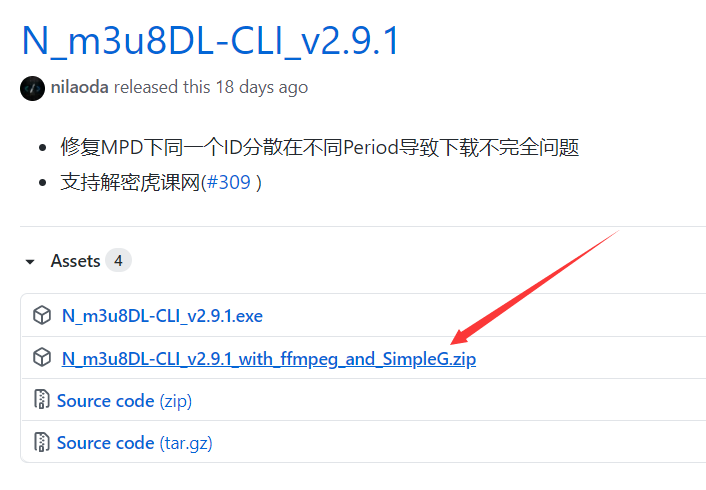 N_m3u8DL-CLI_v2.9.1
nilaoda released this 18 days ago
修复MPD下同一个ID分散在不同Period导致下载不完全问题
支持解密虎课网(#309 )
Assets 4
N_m3u8DL-CLI_v2.9.1.exe
N_m3u8DL-CLI_v2.9.1_with_ffmpeg_and_SimpleG.zip
Source code (zip)
Source code (tar.gz)